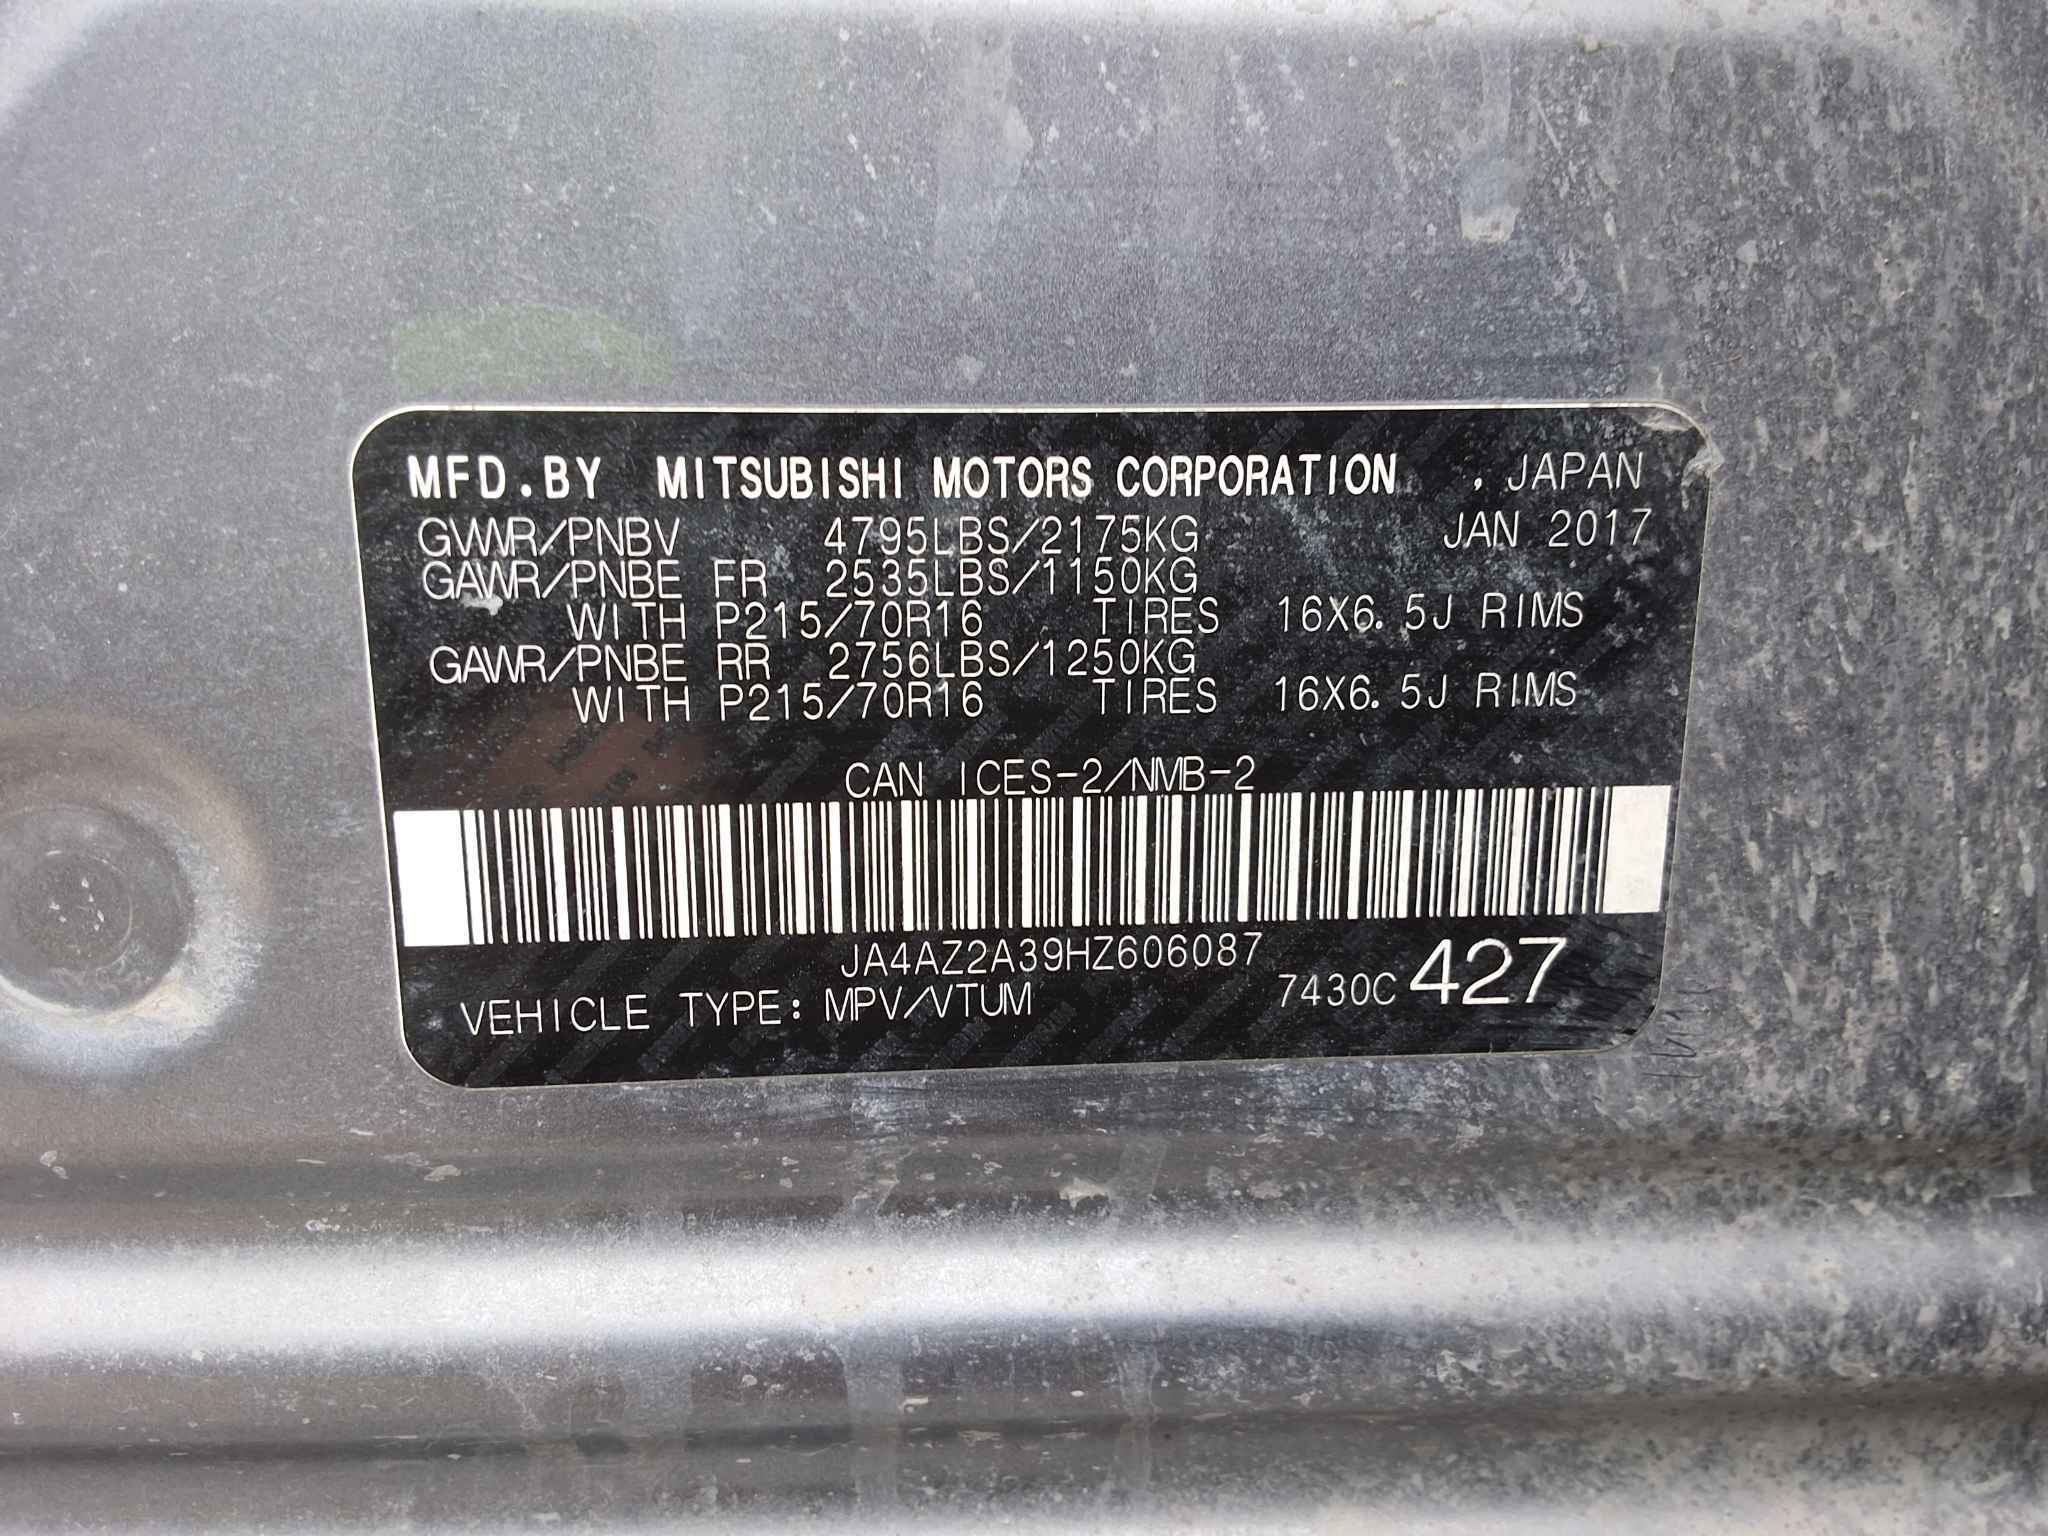 MFD.BY MITSUBISHI MOTORS CORPORATION , JAPAN
GVWR/PNBV 4795LBS/2175KG JAN 2017
GAWR/PNBE FR 2535LBS/1150KG
WITH P215/70R16 TIRES 16X6.5J RIMS
GAWR/PNBE RR 2756LBS/1250KG
WITH P215/70R16 TIRES 16X6.5J RIMS
CAN ICES-2/NMB-2
JA4AZ2A39HZ606087
VEHICLE TYPE: MPV/VTUM 7430C 427